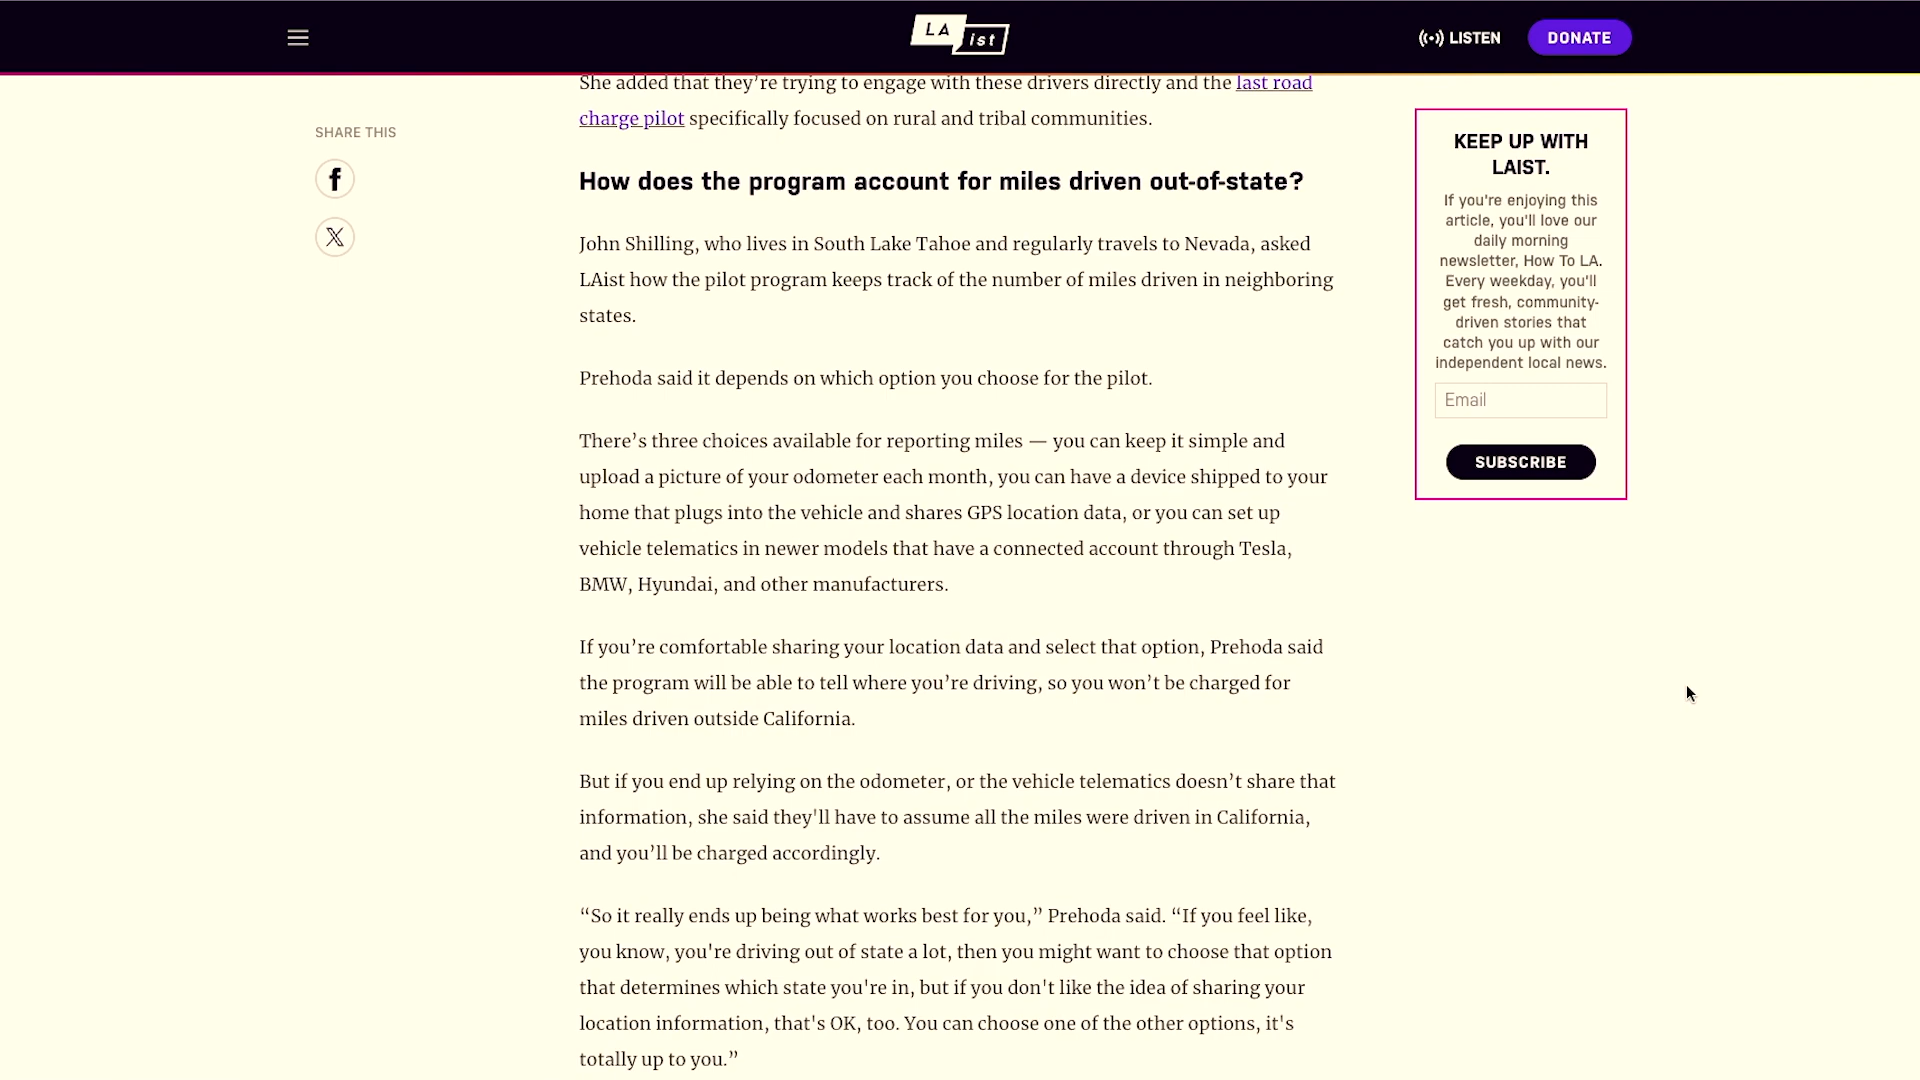 LA
ist
LISTEN
DONATE
She added that they’re trying to engage with these drivers directly and the last road
charge pilot specifically focused on rural and tribal communities.
SHARE THIS
How does the program account for miles driven out-of-state?
John Shilling, who lives in South Lake Tahoe and regularly travels to Nevada, asked
LAist how the pilot program keeps track of the number of miles driven in neighboring
states.
Prehoda said it depends on which option you choose for the pilot.
There’s three choices available for reporting miles — you can keep it simple and
upload a picture of your odometer each month, you can have a device shipped to your
home that plugs into the vehicle and shares GPS location data, or you can set up
vehicle telematics in newer models that have a connected account through Tesla,
BMW, Hyundai, and other manufacturers.
If you’re comfortable sharing your location data and select that option, Prehoda said
the program will be able to tell where you’re driving, so you won’t be charged for
miles driven outside California.
But if you end up relying on the odometer, or the vehicle telematics doesn’t share that
information, she said they'll have to assume all the miles were driven in California,
and you’ll be charged accordingly.
“So it really ends up being what works best for you,” Prehoda said. “If you feel like,
you know, you're driving out of state a lot, then you might want to choose that option
that determines which state you're in, but if you don't like the idea of sharing your
location information, that's OK, too. You can choose one of the other options, it's
totally up to you.”
KEEP UP WITH
LAIST.
If you're enjoying this
article, you'll love our
daily morning
newsletter, How To LA.
Every weekday, you'll
get fresh, community-
driven stories that
catch you up with our
independent local news.
Email
SUBSCRIBE